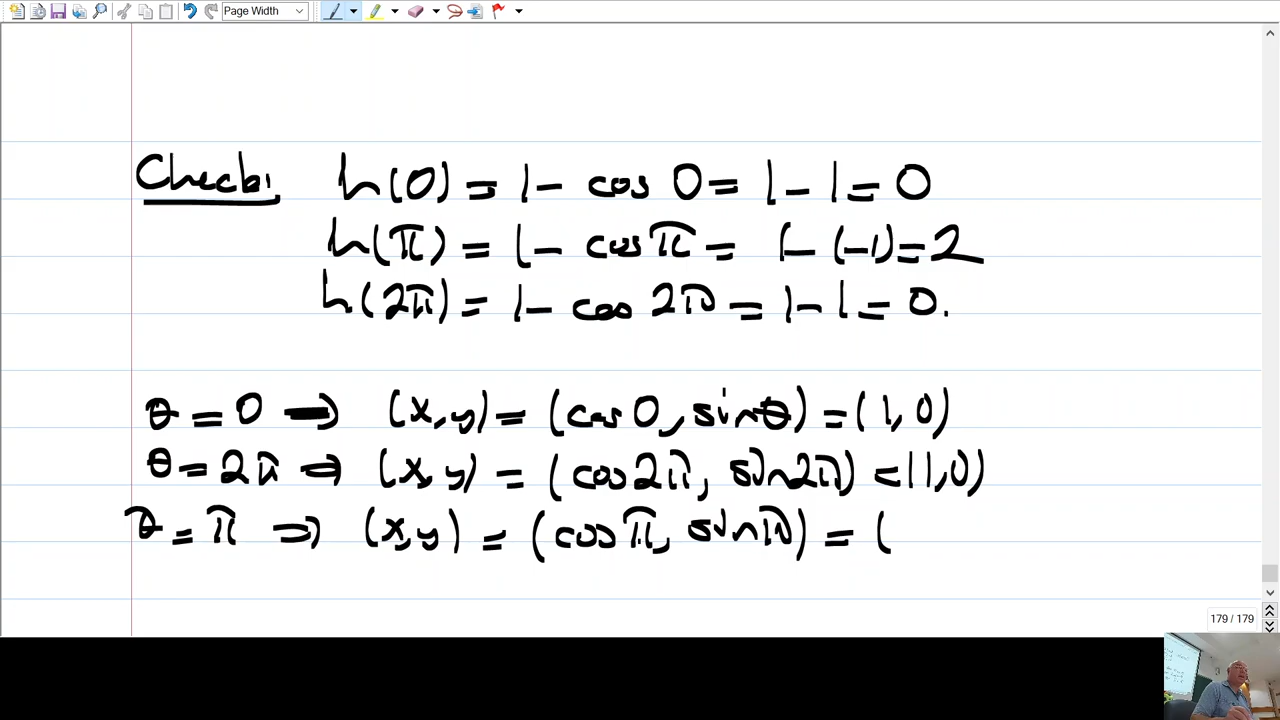 Page Width
Check: h(0) = 1 - cos 0 = 1 - 1 = 0
h(π) = 1 - cos π = 1 - (-1) = 2
h(2π) = 1 - cos 2π = 1 - 1 = 0.
θ = 0 ⇒ (x,y) = (cos 0, sin θ) = (1,0)
θ = 2π ⇒ (x,y) = (cos 2π, sin 2π) = (1,0)
θ = π ⇒ (x,y) = (cos π, sin π) = (
179 / 179